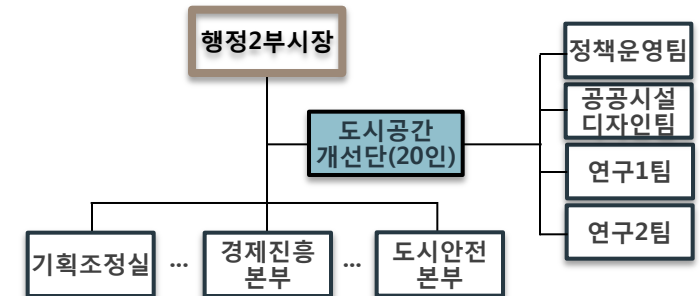 행정2부시장
정책운영팀
공공시설
디자인팀
도시공간
개선단(20인)
연구1팀
연구2팀
기획조정실
...
경제진흥
본부
...
도시안전
본부